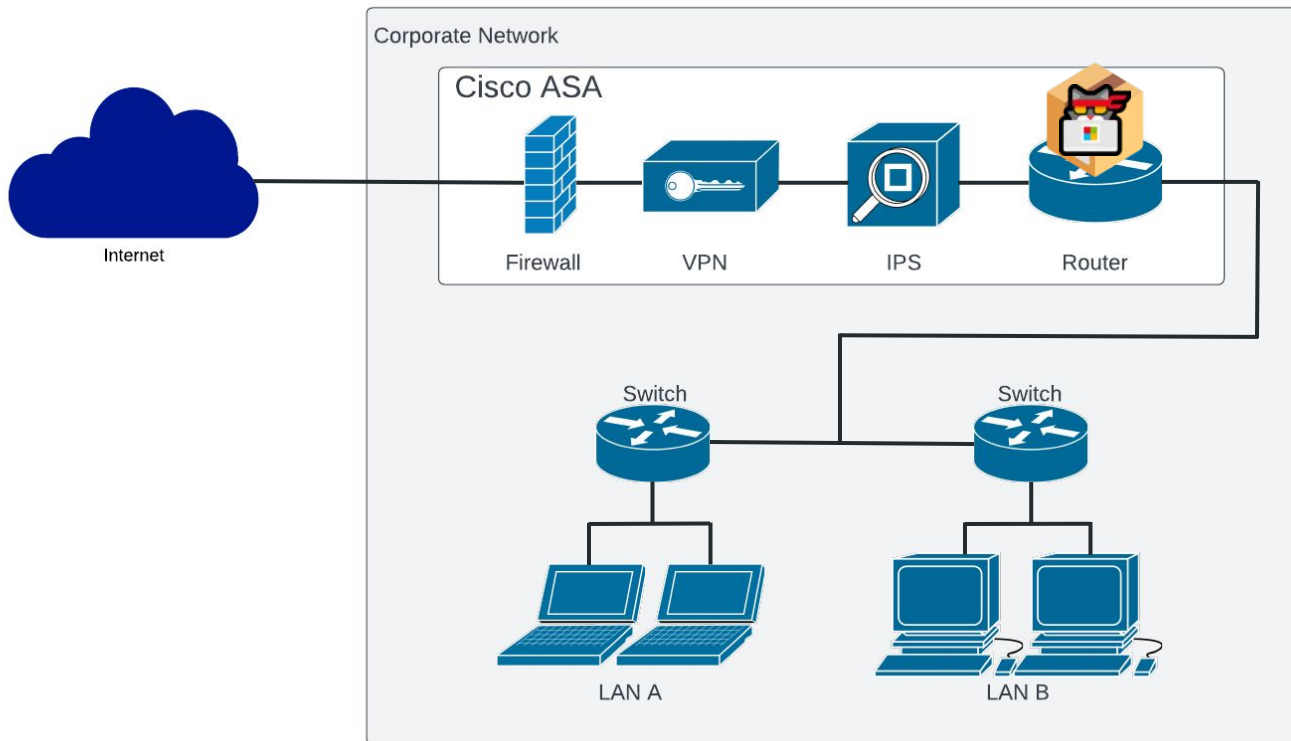 Corporate Network
Cisco ASA
Internet
Firewall
VPN
IPS
Router
Switch
Switch
LAN A
LAN B